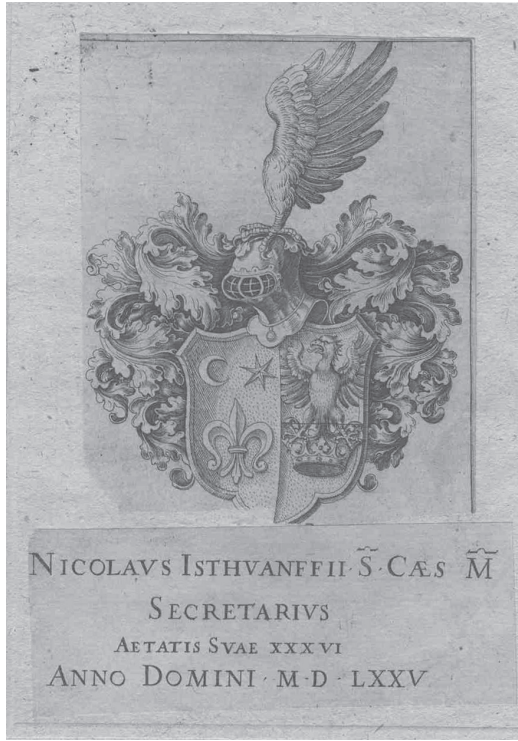 NICOLAVS ISTHVANFFII · S̃ · CÆS M̃
SECRETARIVS
AETATIS SVAE XXXVI
ANNO DOMINI · M · D · LXXV